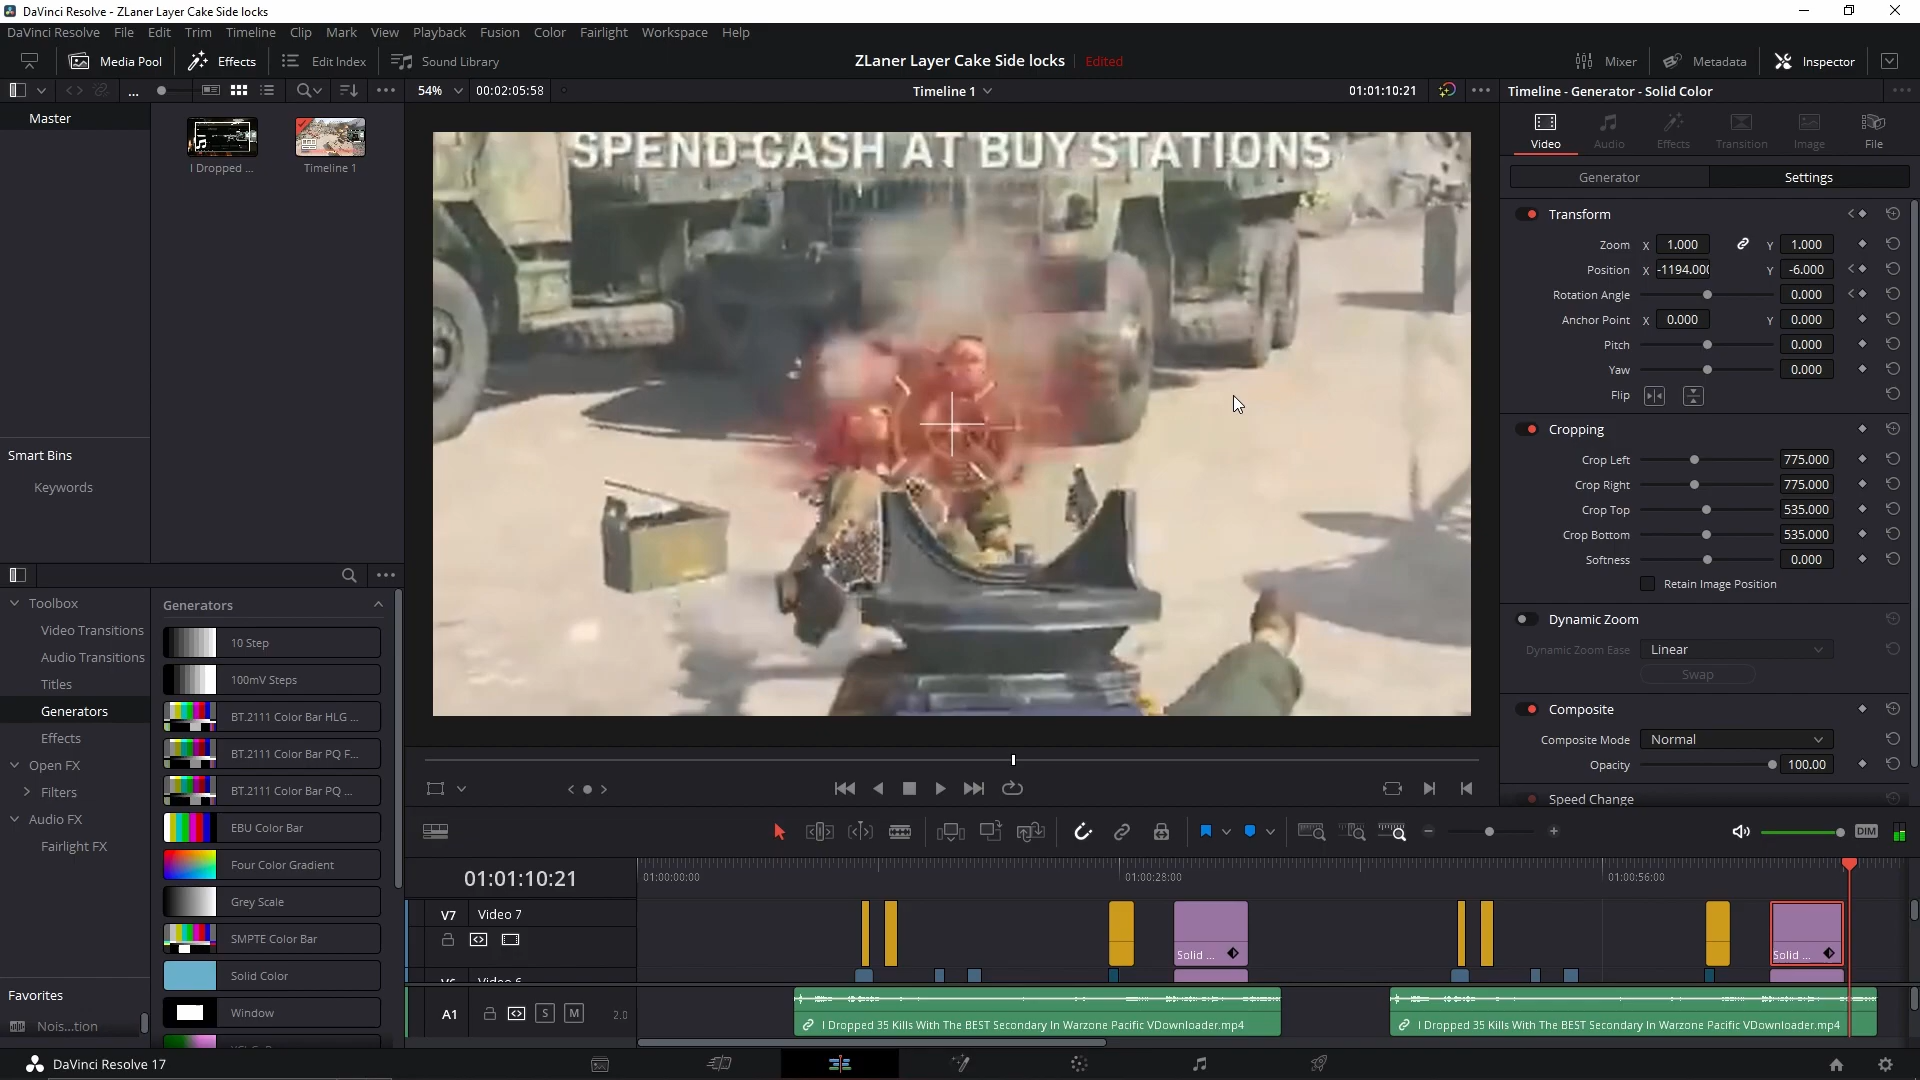 DaVinci Resolve - ZLaner Layer Cake Side locks
DaVinci Resolve File Edit Trim Timeline Clip Mark View Playback Fusion Color Fairlight Workspace Help
Media Pool Effects Edit Index Sound Library ZLaner Layer Cake Side locks Edited Mixer Metadata Inspector
... 54% 00:02:05:58 Timeline 1 01:01:10:21 Timeline - Generator - Solid Color
Master
I Dropped ... Timeline 1
Smart Bins
Keywords
SPEND CASH AT BUY STATIONS
Video Audio Effects Transition Image File
Generator Settings
Transform
Zoom X 1.000 Y 1.000
Position X -1194.000 Y -6.000
Rotation Angle 0.000
Anchor Point X 0.000 Y 0.000
Pitch 0.000
Yaw 0.000
Flip
Cropping
Crop Left 775.000
Crop Right 775.000
Crop Top 535.000
Crop Bottom 535.000
Softness 0.000
Retain Image Position
Dynamic Zoom
Dynamic Zoom Ease Linear
Swap
Composite
Composite Mode Normal
Opacity 100.00
Speed Change
Toolbox
Video Transitions
Audio Transitions
Titles
Generators
Effects
Open FX
Filters
Audio FX
Fairlight FX
Favorites
Nois...tion
Generators
10 Step
100mV Steps
BT.2111 Color Bar HLG ...
BT.2111 Color Bar PQ F...
BT.2111 Color Bar PQ ...
EBU Color Bar
Four Color Gradient
Grey Scale
SMPTE Color Bar
Solid Color
Window
DIM
01:01:10:21 01:00:00:00 01:00:28:00 01:00:56:00
V7 Video 7
Solid ... Solid ...
A1 S M 2.0
I Dropped 35 Kills With The BEST Secondary In Warzone Pacific VDownloader.mp4 I Dropped 35 Kills With The BEST Secondary In Warzone Pacific VDownloader.mp4
DaVinci Resolve 17